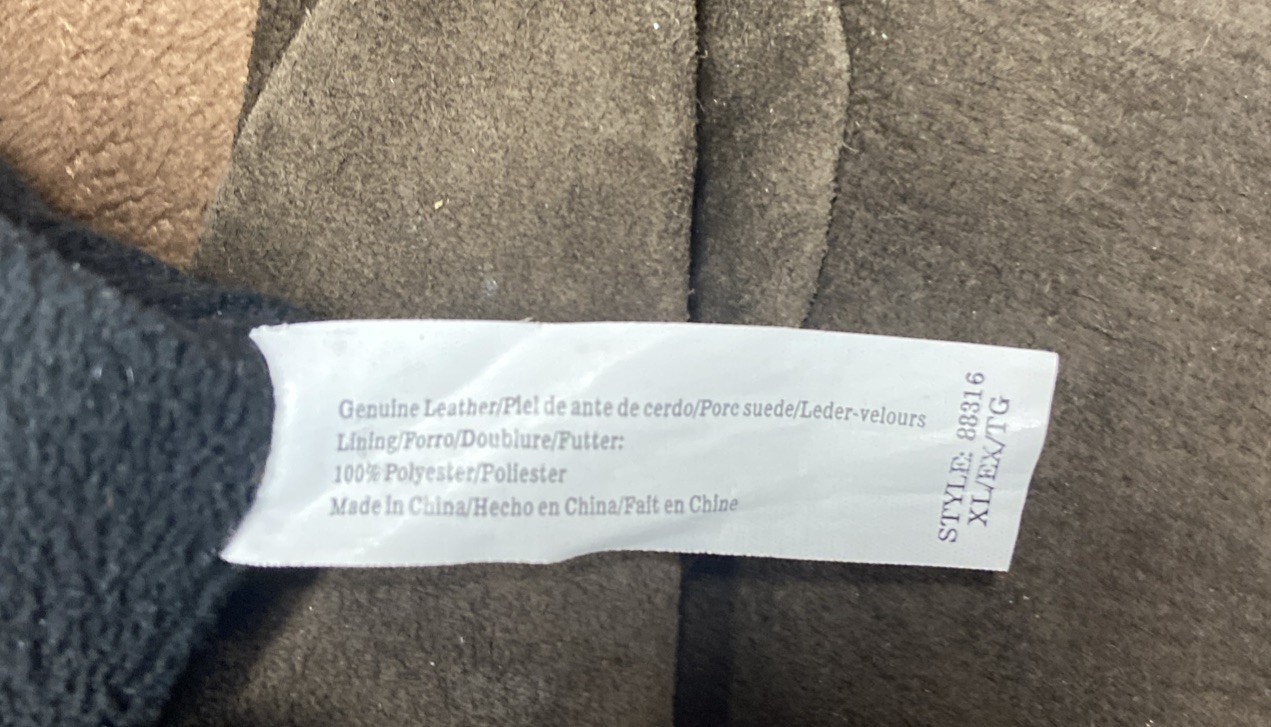 Genuine Leather/Piel de ante de cerdo/Porc suede/Leder-velours
Lining/Forro/Doublure/Futter:
100% Polyester/Poliester
Made in China/Hecho en China/Fait en Chine
STYLE: 88316
XL/EX/TG